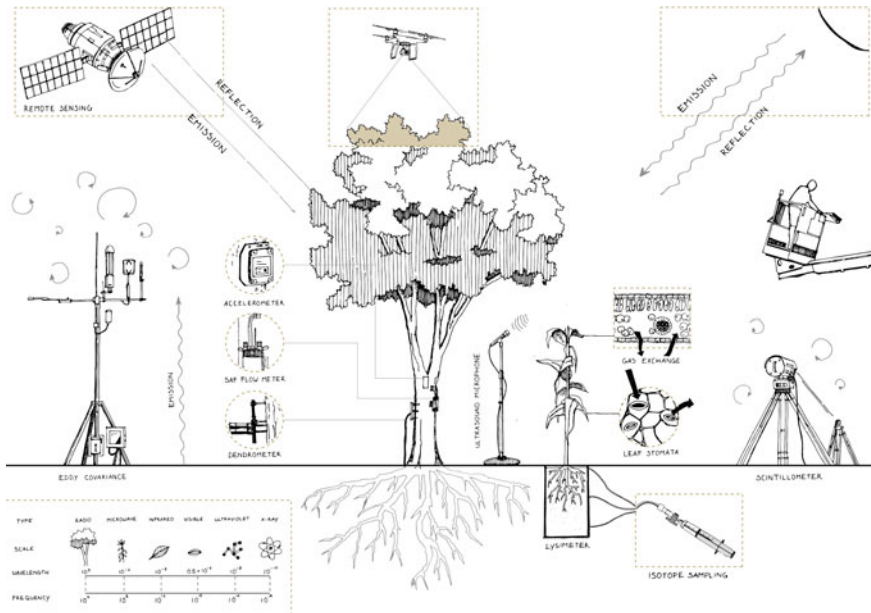 REMOTE SENSING
REFLECTION
EMISSION
EMISSION
REFLECTION
ACCELEROMETER
SAP FLOW METER
DENDROMETER
EMISSION
ULTRASOUND MICROPHONE
GAS EXCHANGE
LEAF STOMATA
EDDY COVARIANCE
SCINTILLOMETER
LYSIMETER
ISOTOPE SAMPLING
TYPE RADIO MICROWAVE INFRARED VISIBLE ULTRAVIOLET X-RAY
SCALE
WAVELENGTH
FREQUENCY